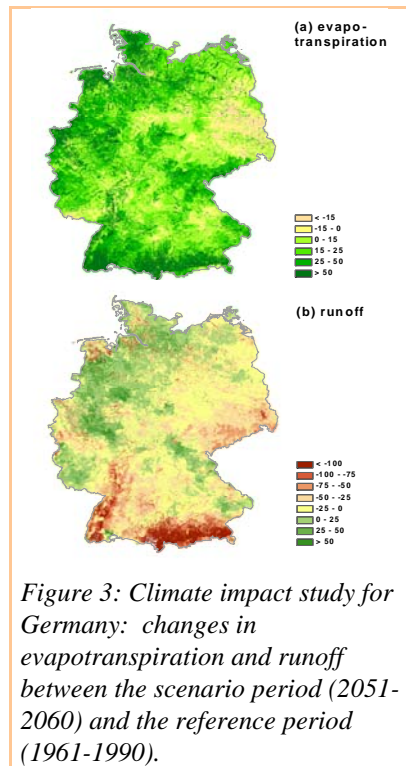 (a) evapo-
transpiration
< -15
-15 - 0
0 - 15
15 - 25
25 - 50
> 50
(b) runoff
< -100
-100 - -75
-75 - -50
-50 - -25
-25 - 0
0 - 25
25 - 50
> 50
Figure 3: Climate impact study for
Germany: changes in
evapotranspiration and runoff
between the scenario period (2051-
2060) and the reference period
(1961-1990).